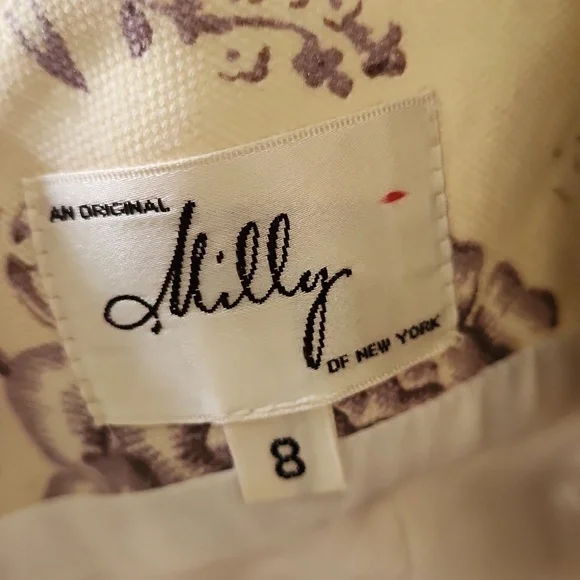 AN ORIGINAL
Milly
OF NEW YORK
8